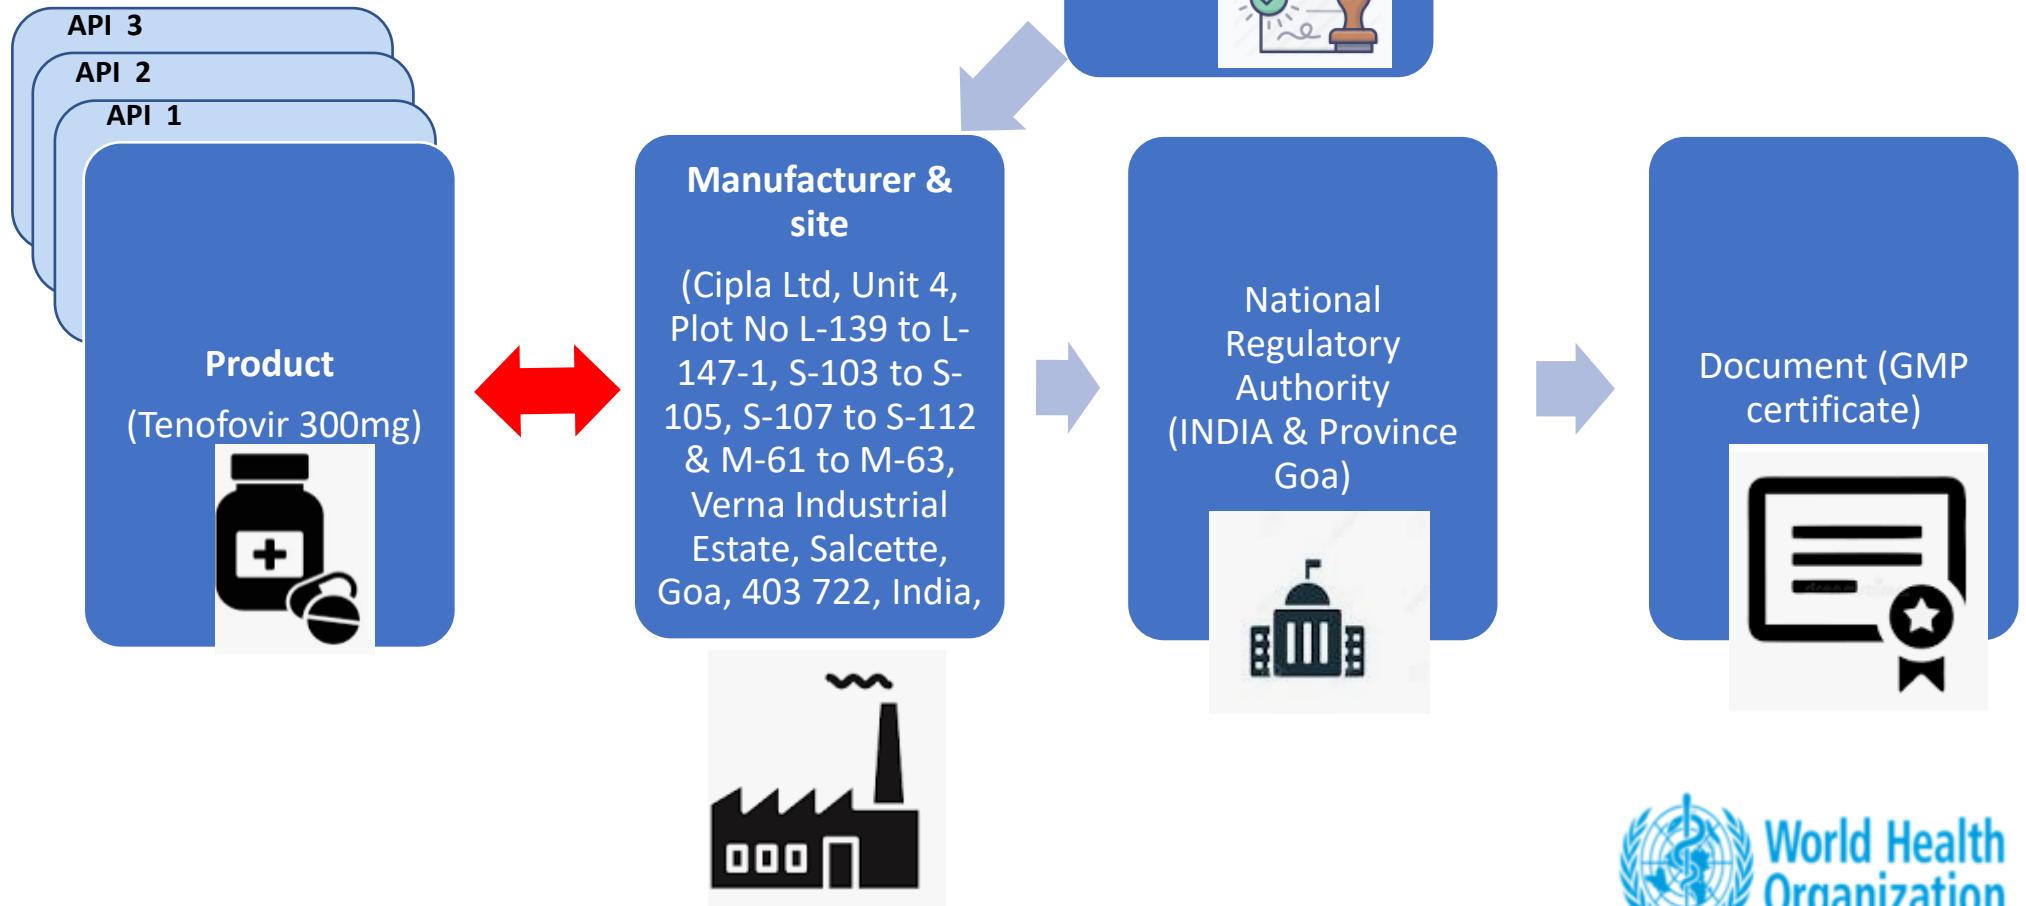 API 3
API 2
API 1
Product
(Tenofovir 300mg)
Manufacturer &
site
(Cipla Ltd, Unit 4,
Plot No L-139 to L-
147-1, S-103 to S-
105, S-107 to S-112
& M-61 to M-63,
Verna Industrial
Estate, Salcette,
Goa, 403 722, India,
National
Regulatory
Authority
(INDIA & Province
Goa)
Document (GMP
certificate)
World Health
Organization